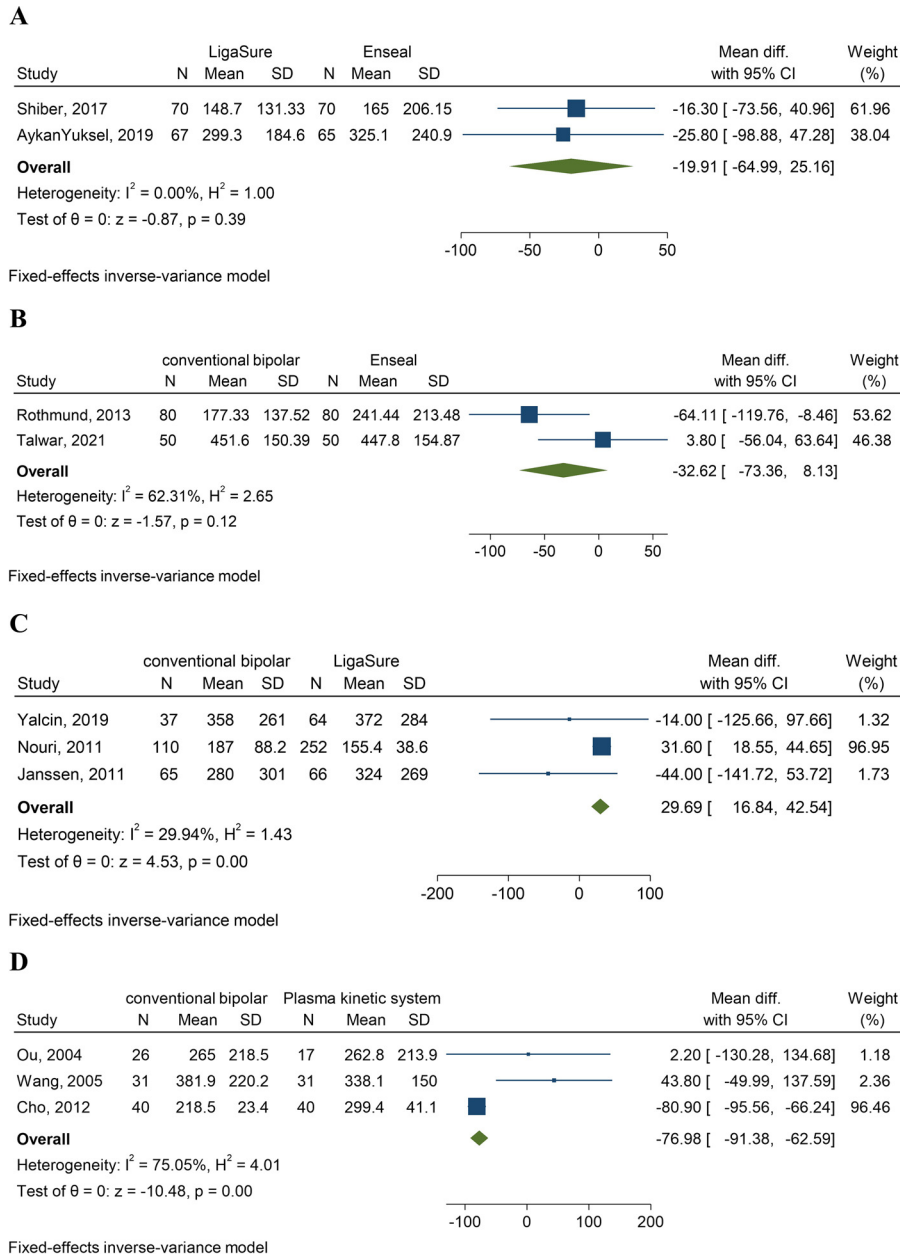 A
LigaSure Enseal Mean diff. Weight
Study N Mean SD N Mean SD with 95% CI (%)
Shiber, 2017 70 148.7 131.33 70 165 206.15 -16.30 [ -73.56, 40.96] 61.96
AykanYuksel, 2019 67 299.3 184.6 65 325.1 240.9 -25.80 [ -98.88, 47.28] 38.04
Overall -19.91 [ -64.99, 25.16]
Heterogeneity: I² = 0.00%, H² = 1.00
Test of θ = 0: z = -0.87, p = 0.39
-100 -50 0 50
Fixed-effects inverse-variance model
B
conventional bipolar Enseal Mean diff. Weight
Study N Mean SD N Mean SD with 95% CI (%)
Rothmund, 2013 80 177.33 137.52 80 241.44 213.48 -64.11 [ -119.76, -8.46] 53.62
Talwar, 2021 50 451.6 150.39 50 447.8 154.87 3.80 [ -56.04, 63.64] 46.38
Overall -32.62 [ -73.36, 8.13]
Heterogeneity: I² = 62.31%, H² = 2.65
Test of θ = 0: z = -1.57, p = 0.12
-100 -50 0 50
Fixed-effects inverse-variance model
C
conventional bipolar LigaSure Mean diff. Weight
Study N Mean SD N Mean SD with 95% CI (%)
Yalcin, 2019 37 358 261 64 372 284 -14.00 [ -125.66, 97.66] 1.32
Nouri, 2011 110 187 88.2 252 155.4 38.6 31.60 [ 18.55, 44.65] 96.95
Janssen, 2011 65 280 301 66 324 269 -44.00 [ -141.72, 53.72] 1.73
Overall 29.69 [ 16.84, 42.54]
Heterogeneity: I² = 29.94%, H² = 1.43
Test of θ = 0: z = 4.53, p = 0.00
-200 -100 0 100
Fixed-effects inverse-variance model
D
conventional bipolar Plasma kinetic system Mean diff. Weight
Study N Mean SD N Mean SD with 95% CI (%)
Ou, 2004 26 265 218.5 17 262.8 213.9 2.20 [ -130.28, 134.68] 1.18
Wang, 2005 31 381.9 220.2 31 338.1 150 43.80 [ -49.99, 137.59] 2.36
Cho, 2012 40 218.5 23.4 40 299.4 41.1 -80.90 [ -95.56, -66.24] 96.46
Overall -76.98 [ -91.38, -62.59]
Heterogeneity: I² = 75.05%, H² = 4.01
Test of θ = 0: z = -10.48, p = 0.00
-100 0 100 200
Fixed-effects inverse-variance model